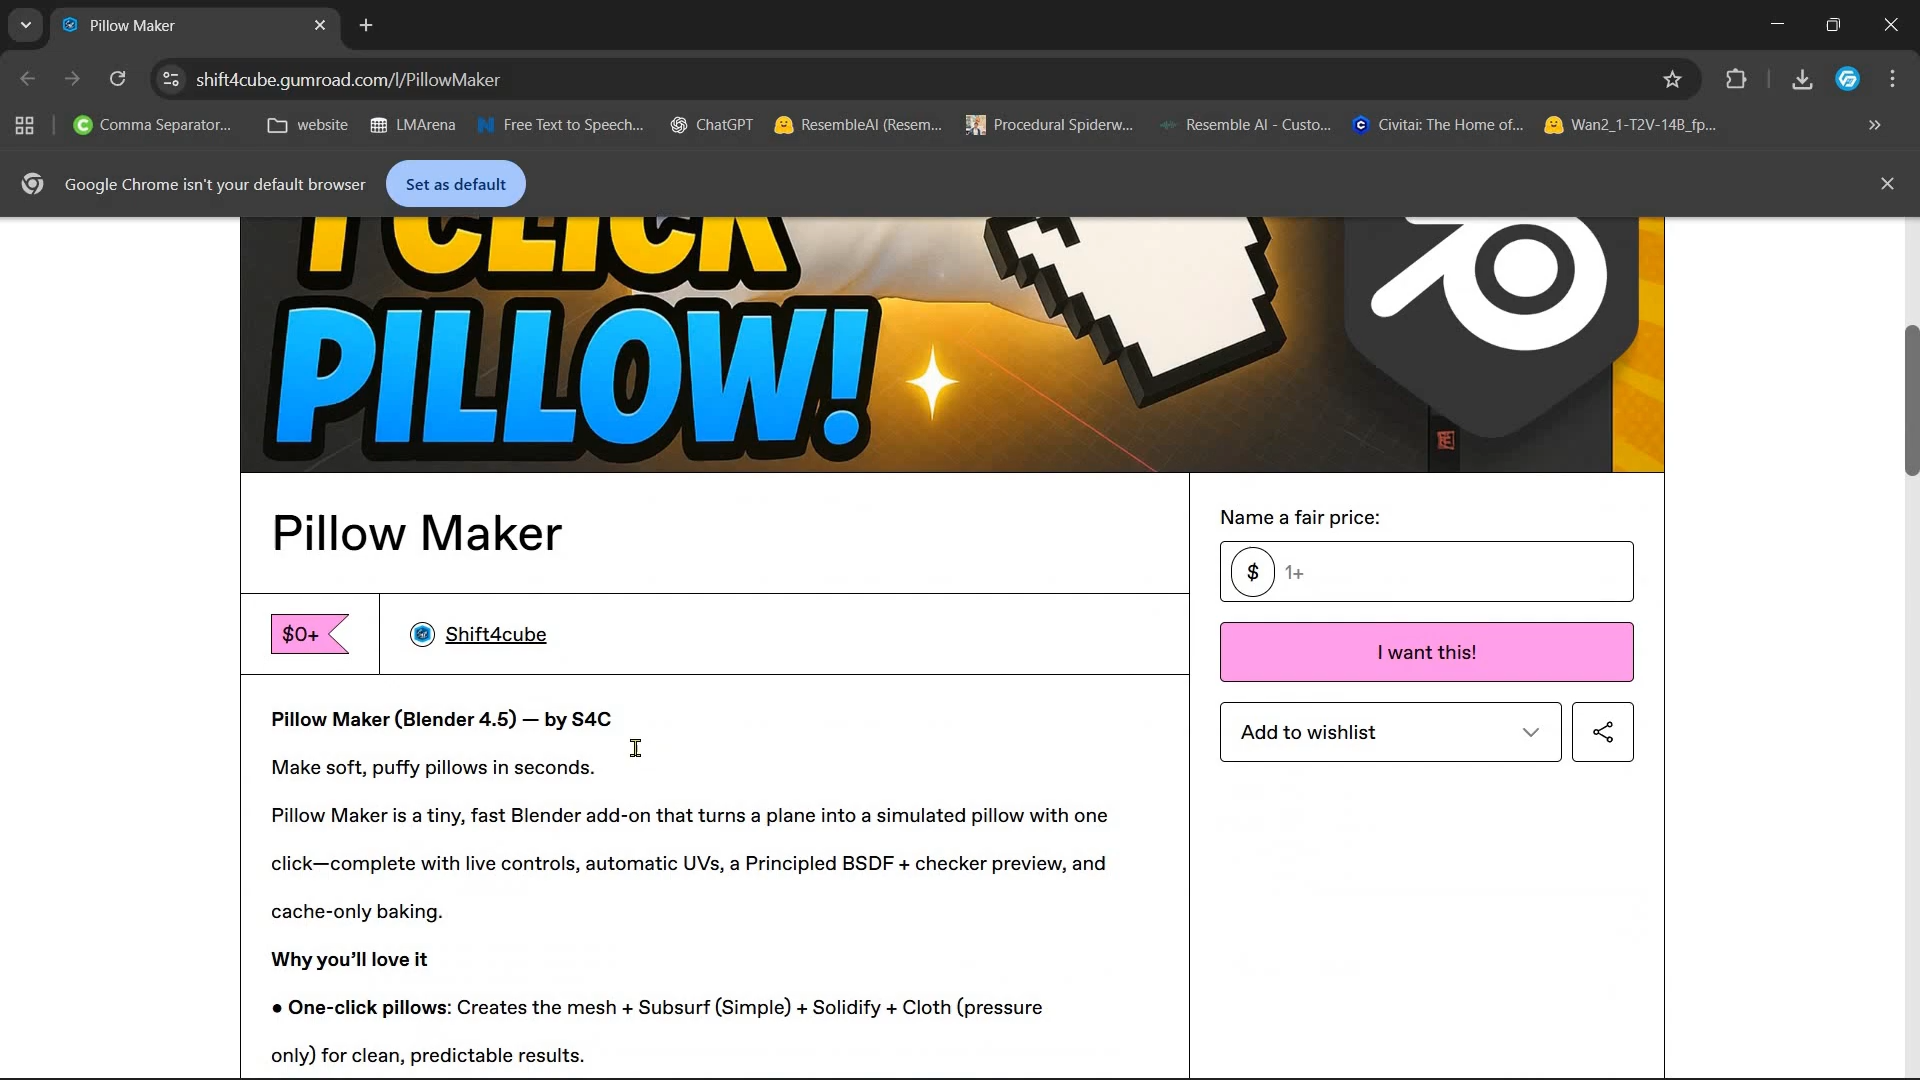 Pillow Maker
shift4cube.gumroad.com/l/PillowMaker
Comma Separator...
website
LMArena
Free Text to Speech...
ChatGPT
ResembleAI (Resem...
Procedural Spiderw...
Resemble AI - Custo...
Civitai: The Home of...
Wan2_1-T2V-14B_fp...
»
Google Chrome isn't your default browser
Set as default
1 CLICK
PILLOW!
Pillow Maker
Name a fair price:
$ 1+
I want this!
Add to wishlist
$0+
Shift4cube
Pillow Maker (Blender 4.5) — by S4C
Make soft, puffy pillows in seconds.
Pillow Maker is a tiny, fast Blender add-on that turns a plane into a simulated pillow with one
click—complete with live controls, automatic UVs, a Principled BSDF + checker preview, and
cache-only baking.
Why you’ll love it
● One-click pillows: Creates the mesh + Subsurf (Simple) + Solidify + Cloth (pressure
only) for clean, predictable results.